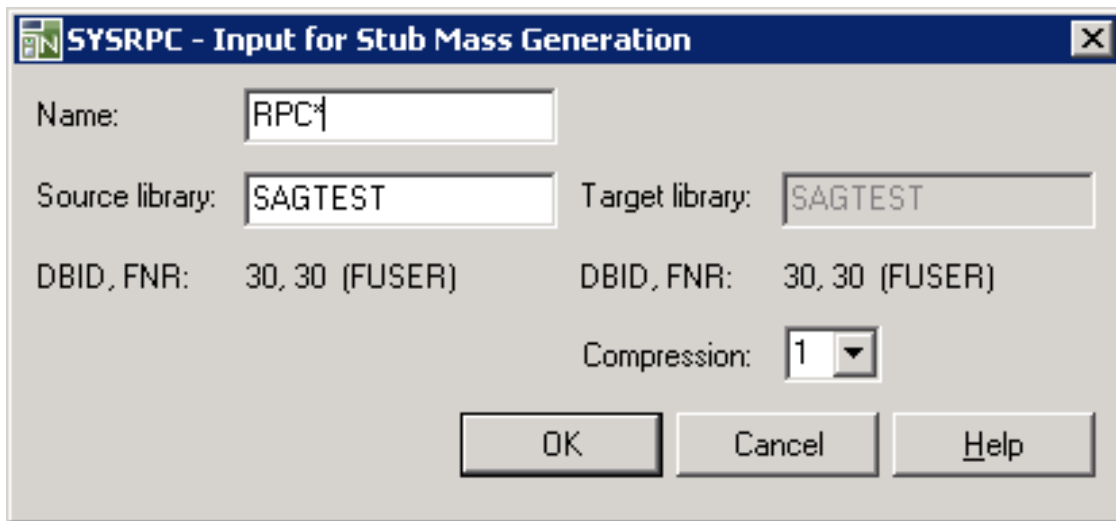 SYSRPC - Input for Stub Mass Generation
Name: RPC*
Source library: SAGTEST Target library: SAGTEST
DBID, FNR: 30, 30 (FUSER) DBID, FNR: 30, 30 (FUSER)
Compression: 1
OK Cancel Help